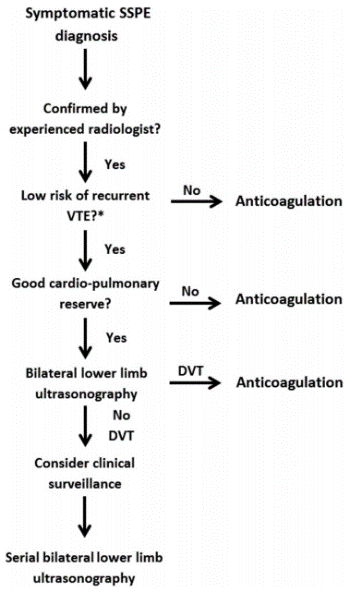 Symptomatic SSPE
diagnosis
Confirmed by
experienced radiologist?
Yes
Low risk of recurrent
VTE?*
No
Anticoagulation
Yes
Good cardio-pulmonary
reserve?
No
Anticoagulation
Yes
Bilateral lower limb
ultrasonography
DVT
Anticoagulation
No
DVT
Consider clinical
surveillance
Serial bilateral lower limb
ultrasonography